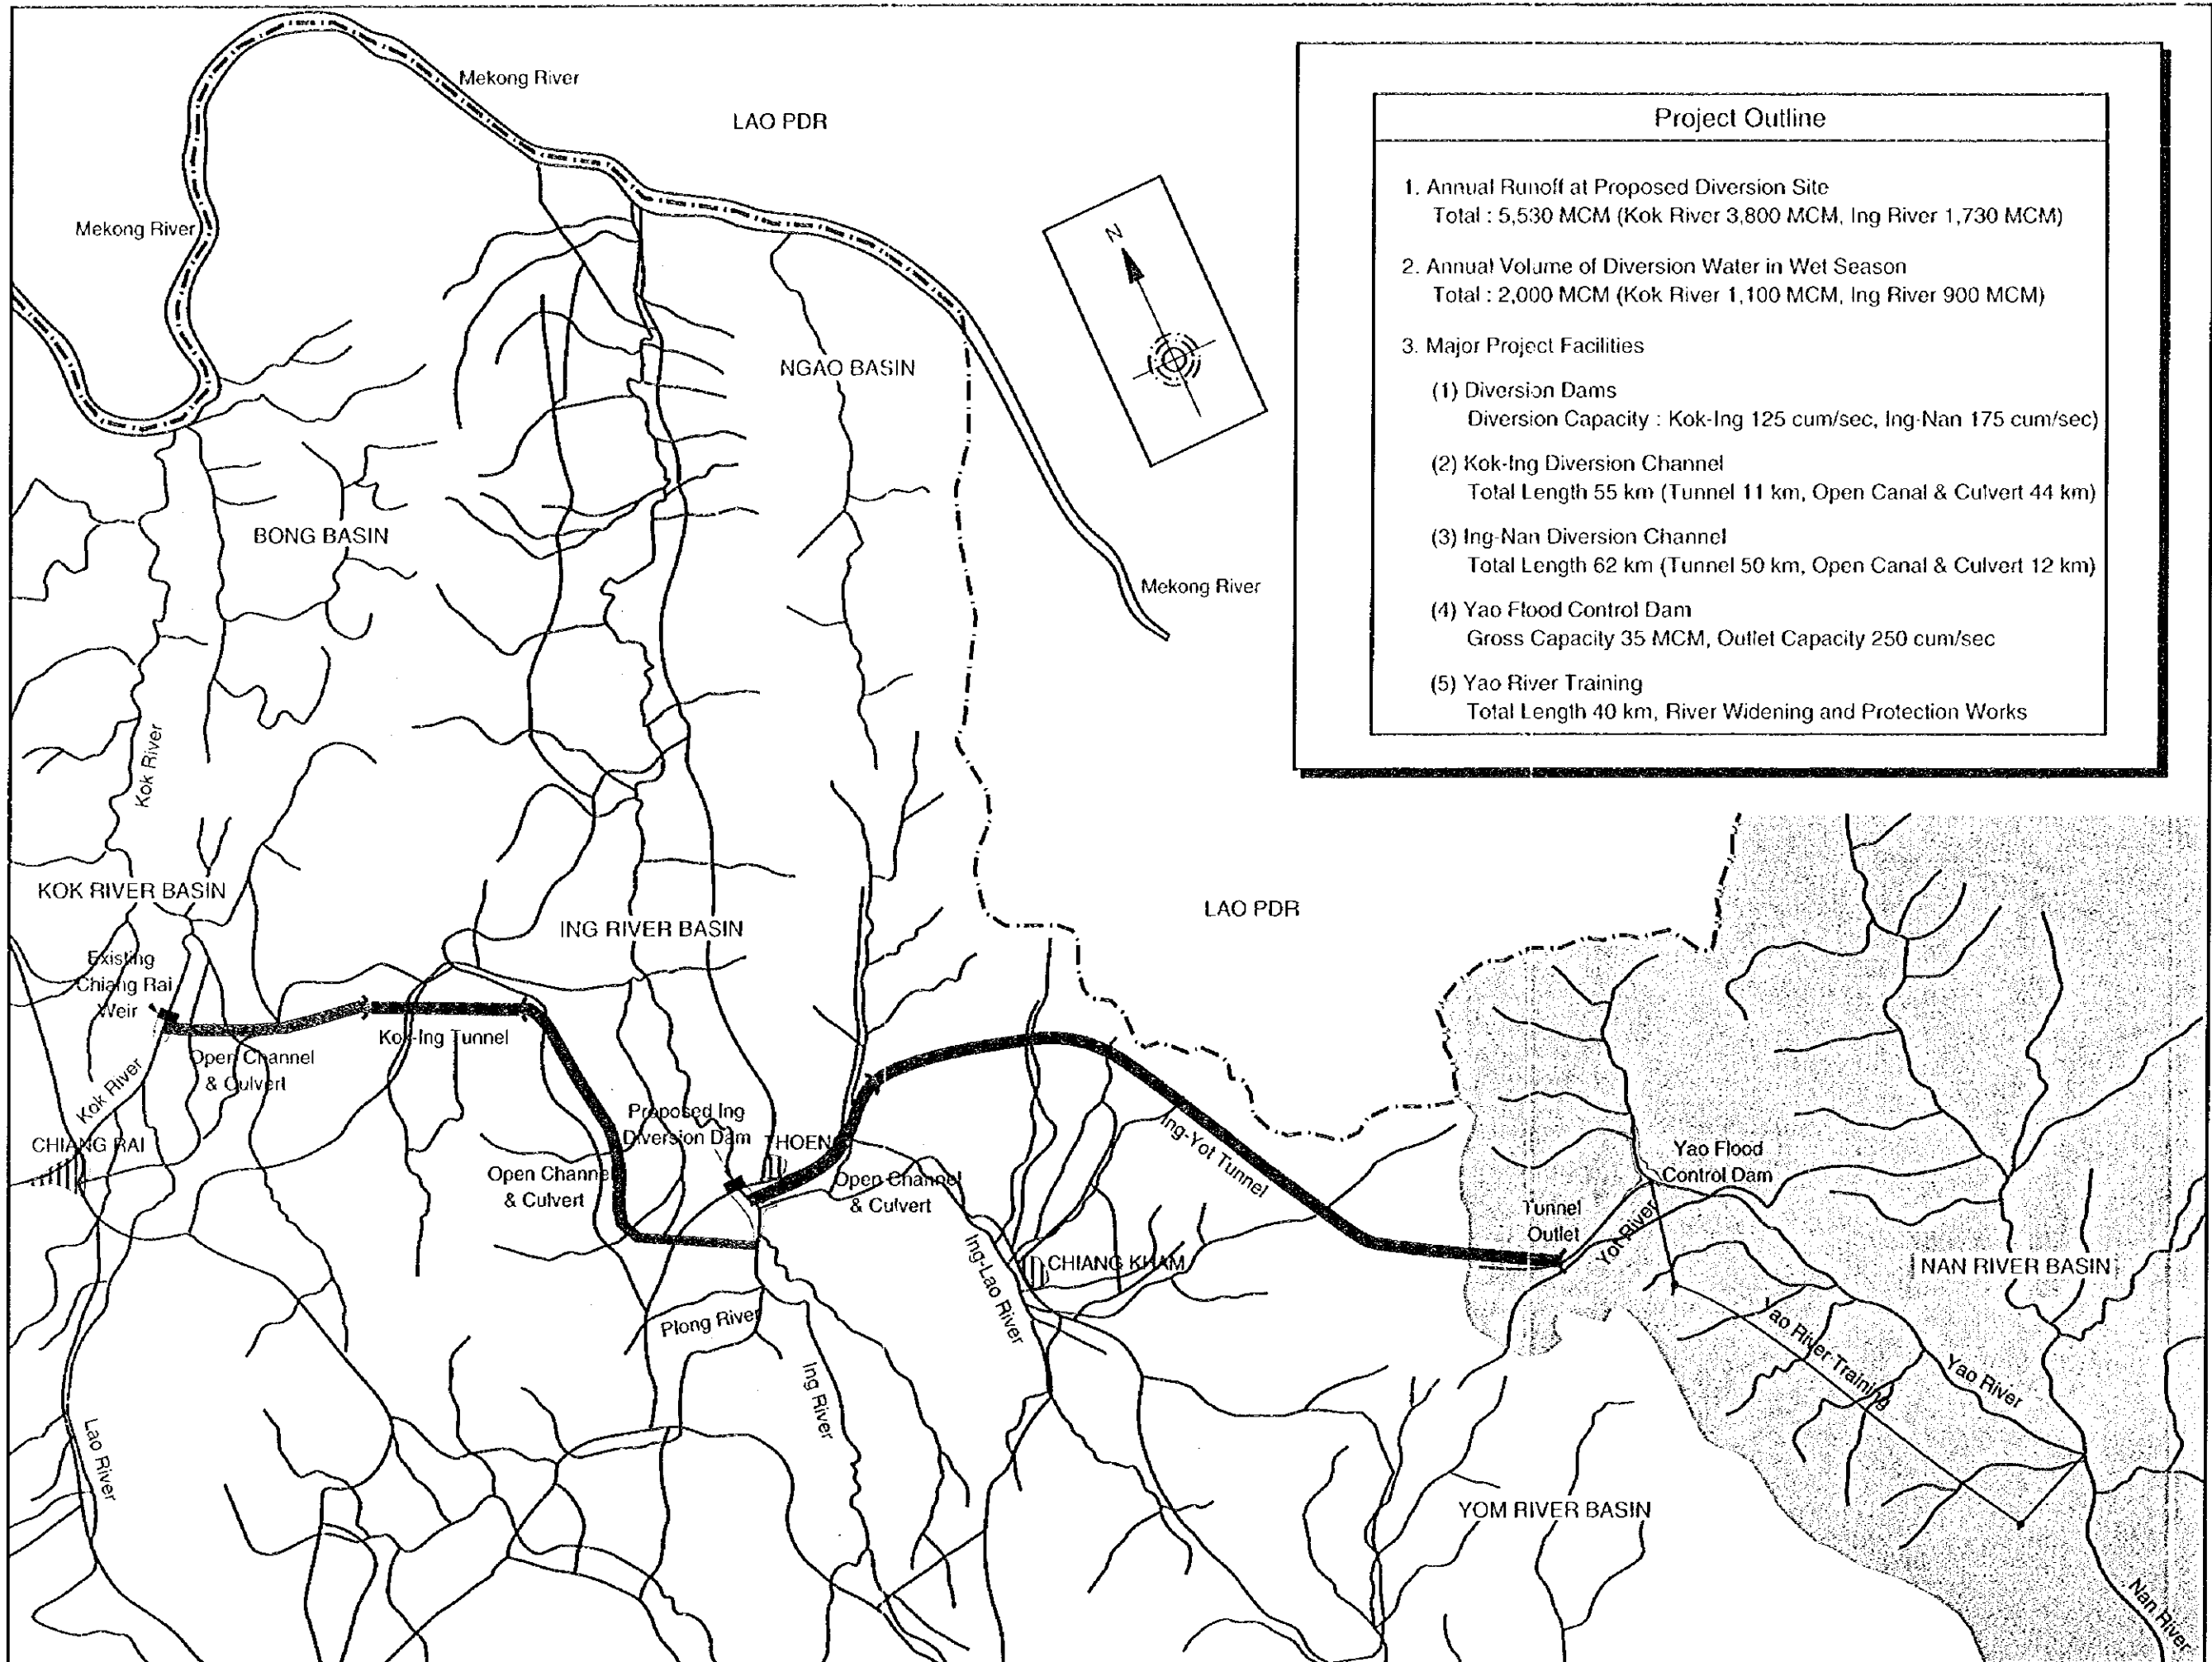 Mekong River
LAO PDR
Mekong River
N
NGAO BASIN
BONG BASIN
Mekong River
Kok River
Project Outline
1. Annual Runoff at Proposed Diversion Site
Total : 5,530 MCM (Kok River 3,800 MCM, Ing River 1,730 MCM)
2. Annual Volume of Diversion Water in Wet Season
Total : 2,000 MCM (Kok River 1,100 MCM, Ing River 900 MCM)
3. Major Project Facilities
(1) Diversion Dams
Diversion Capacity : Kok-Ing 125 cum/sec, Ing-Nan 175 cum/sec)
(2) Kok-Ing Diversion Channel
Total Length 55 km (Tunnel 11 km, Open Canal & Culvert 44 km)
(3) Ing-Nan Diversion Channel
Total Length 62 km (Tunnel 50 km, Open Canal & Culvert 12 km)
(4) Yao Flood Control Dam
Gross Capacity 35 MCM, Outlet Capacity 250 cum/sec
(5) Yao River Training
Total Length 40 km, River Widening and Protection Works
KOK RIVER BASIN
ING RIVER BASIN
LAO PDR
Existing
Chiang Rai
Weir
Kok-Ing Tunnel
Open Channel
& Culvert
Kok River
CHIANG RAI
Proposed Ing
Diversion Dam
THOENG
Open Channel
& Culvert
Open Channel
& Culvert
Ing-Yot Tunnel
Yao Flood
Control Dam
Tunnel
Outlet
Yot River
NAN RIVER BASIN
Ing-Lao River
CHIANG KHAM
Plong River
Ing River
Yao River Training
Yao River
Lao River
YOM RIVER BASIN
Nan River